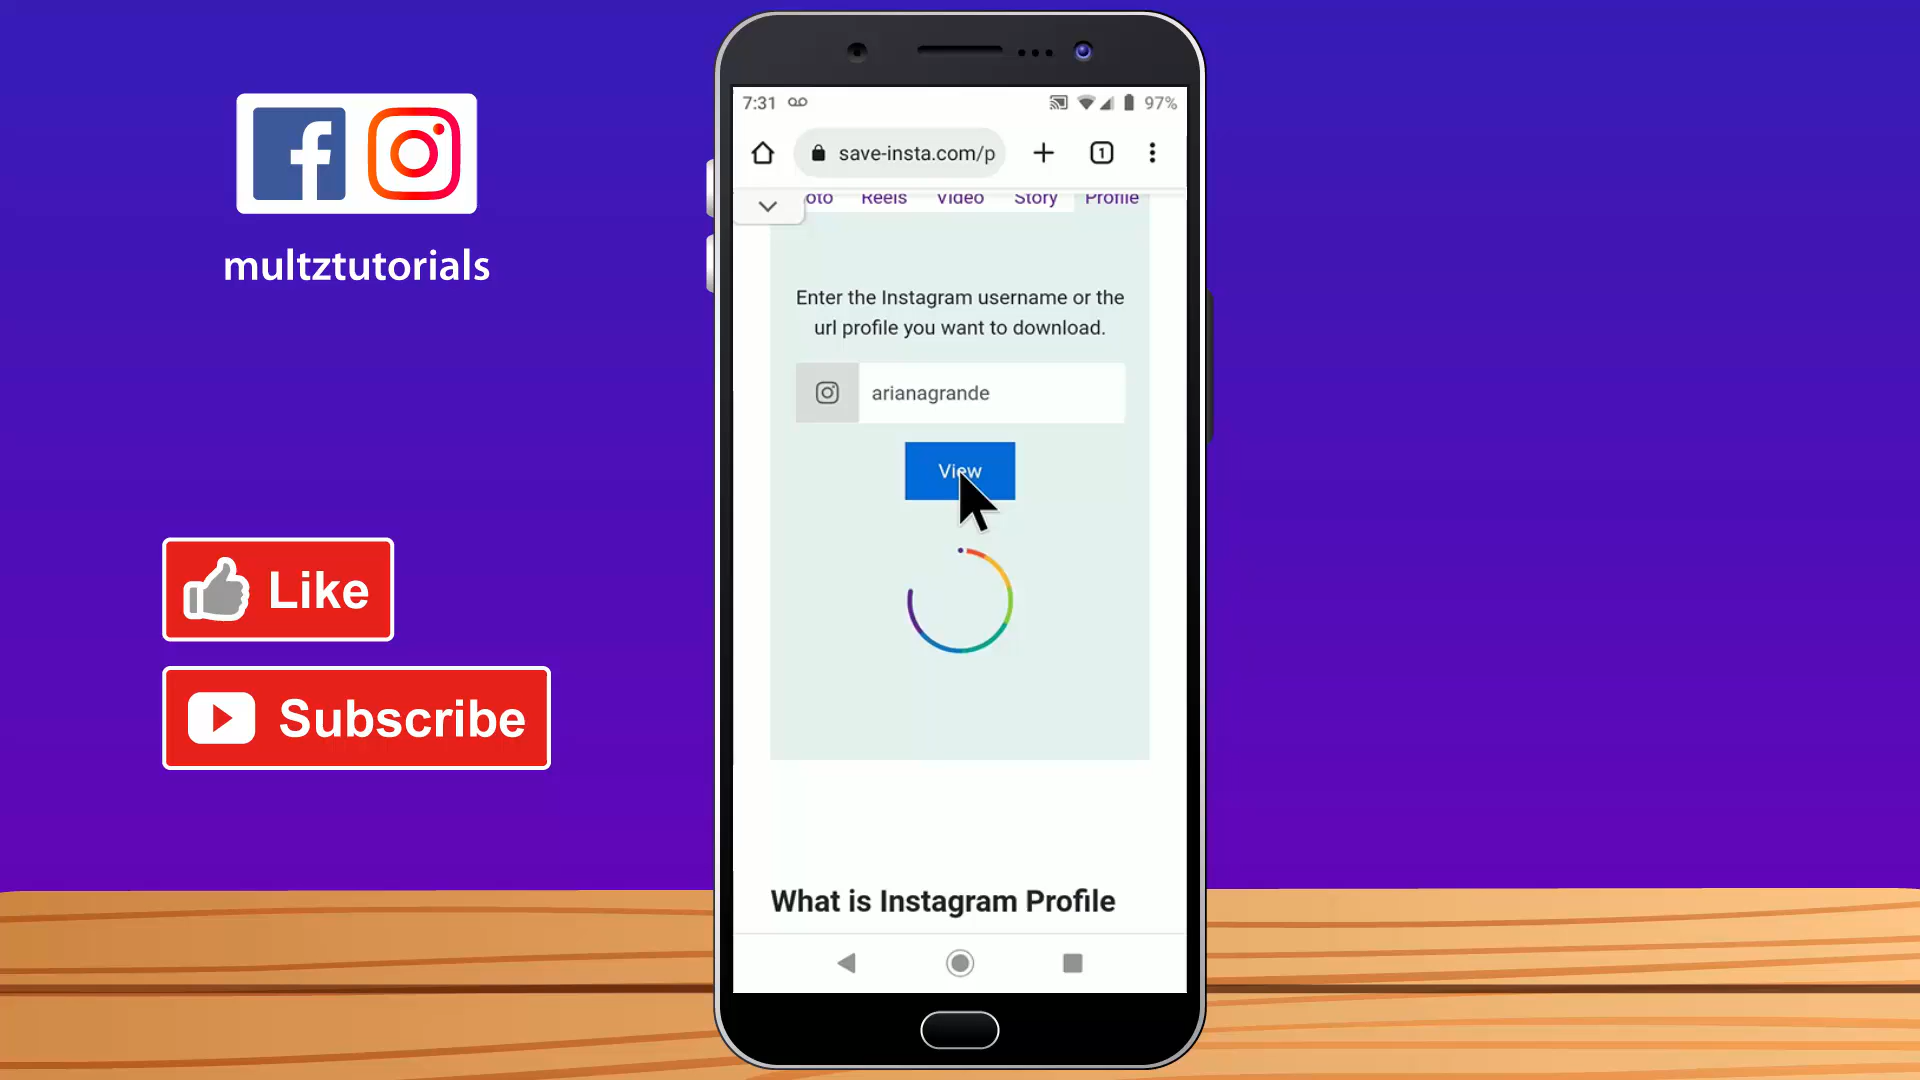 multztutorials
Like
Subscribe
7:31
97%
save-insta.com/p
1
oto Reels Video Story Profile
Enter the Instagram username or the
url profile you want to download.
arianagrande
View
What is Instagram Profile